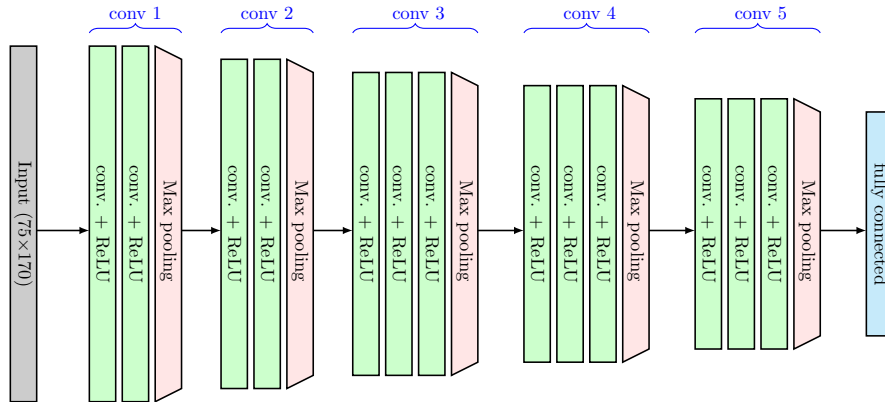 conv 1
conv 2
conv 3
conv 4
conv 5
Input (75×170)
conv. + ReLU
conv. + ReLU
Max pooling
conv. + ReLU
conv. + ReLU
Max pooling
conv. + ReLU
conv. + ReLU
conv. + ReLU
Max pooling
conv. + ReLU
conv. + ReLU
conv. + ReLU
Max pooling
conv. + ReLU
conv. + ReLU
conv. + ReLU
Max pooling
fully connected